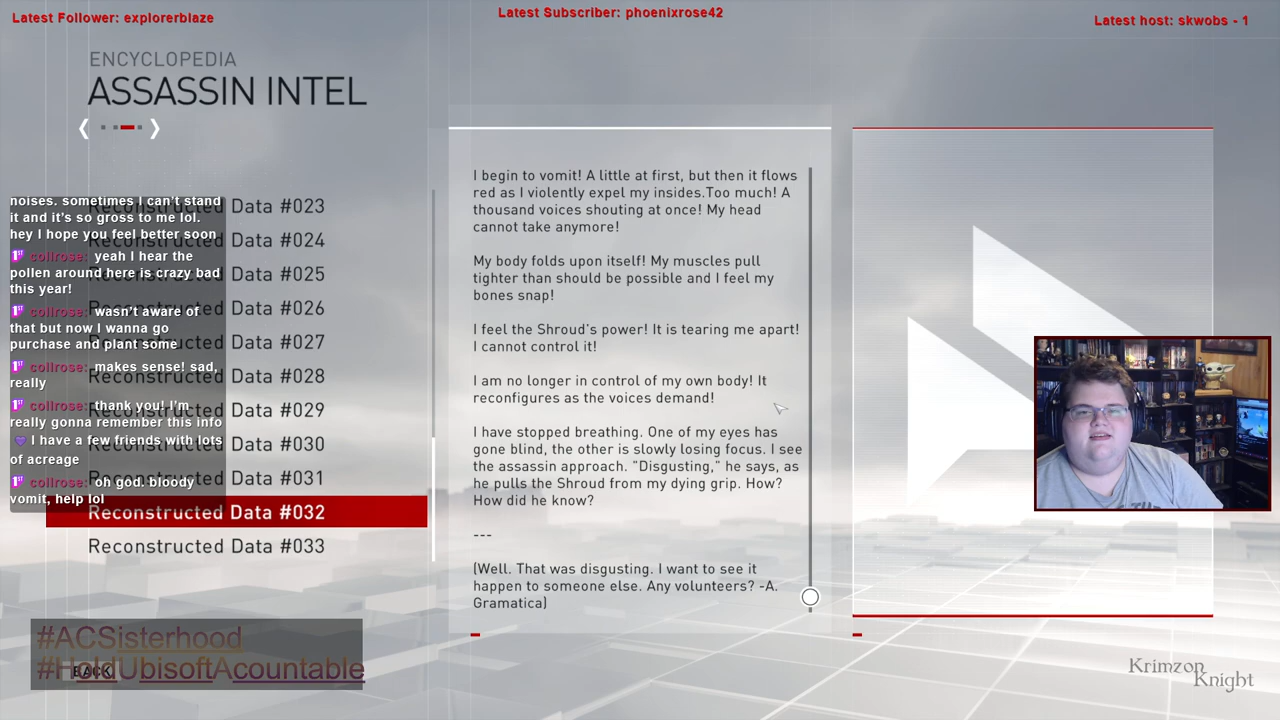 Latest Follower: explorerblaze
Latest Subscriber: phoenixrose42
Latest host: skwobs - 1
ENCYCLOPEDIA
ASSASSIN INTEL
noises. sometimes I can't stand
it and it's so gross to me lol.
hey I hope you feel better soon
collrose: yeah I hear the
pollen around here is crazy bad
this year!
collrose: wasn't aware of
that but now I wanna go
purchase and plant some
collrose: makes sense! sad,
really
collrose: thank you! I'm
really gonna remember this info
I have a few friends with lots
of acreage
collrose: oh god. bloody
vomit, help lol
Reconstructed Data #023
Reconstructed Data #024
Reconstructed Data #025
Reconstructed Data #026
Reconstructed Data #027
Reconstructed Data #028
Reconstructed Data #029
Reconstructed Data #030
Reconstructed Data #031
Reconstructed Data #032
Reconstructed Data #033
I begin to vomit! A little at first, but then it flows
red as I violently expel my insides.Too much! A
thousand voices shouting at once! My head
cannot take anymore!
My body folds upon itself! My muscles pull
tighter than should be possible and I feel my
bones snap!
I feel the Shroud's power! It is tearing me apart!
I cannot control it!
I am no longer in control of my own body! It
reconfigures as the voices demand!
I have stopped breathing. One of my eyes has
gone blind, the other is slowly losing focus. I see
the assassin approach. "Disgusting," he says, as
he pulls the Shroud from my dying grip. How?
How did he know?
---
(Well. That was disgusting. I want to see it
happen to someone else. Any volunteers? -A.
Gramatica)
#ACSisterhood
#HoldUbisoftAcountable
BACK
Krimzon
Knight